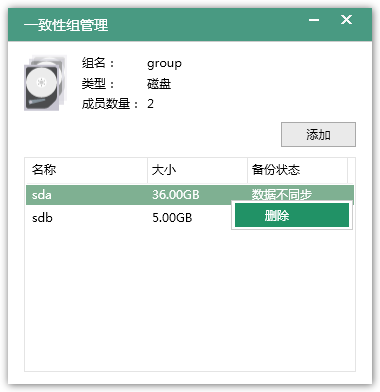 一致性组管理
组名： group
类型： 磁盘
成员数量： 2
添加
名称 大小 备份状态
sda 36.00GB 数据不同步
删除
sdb 5.00GB